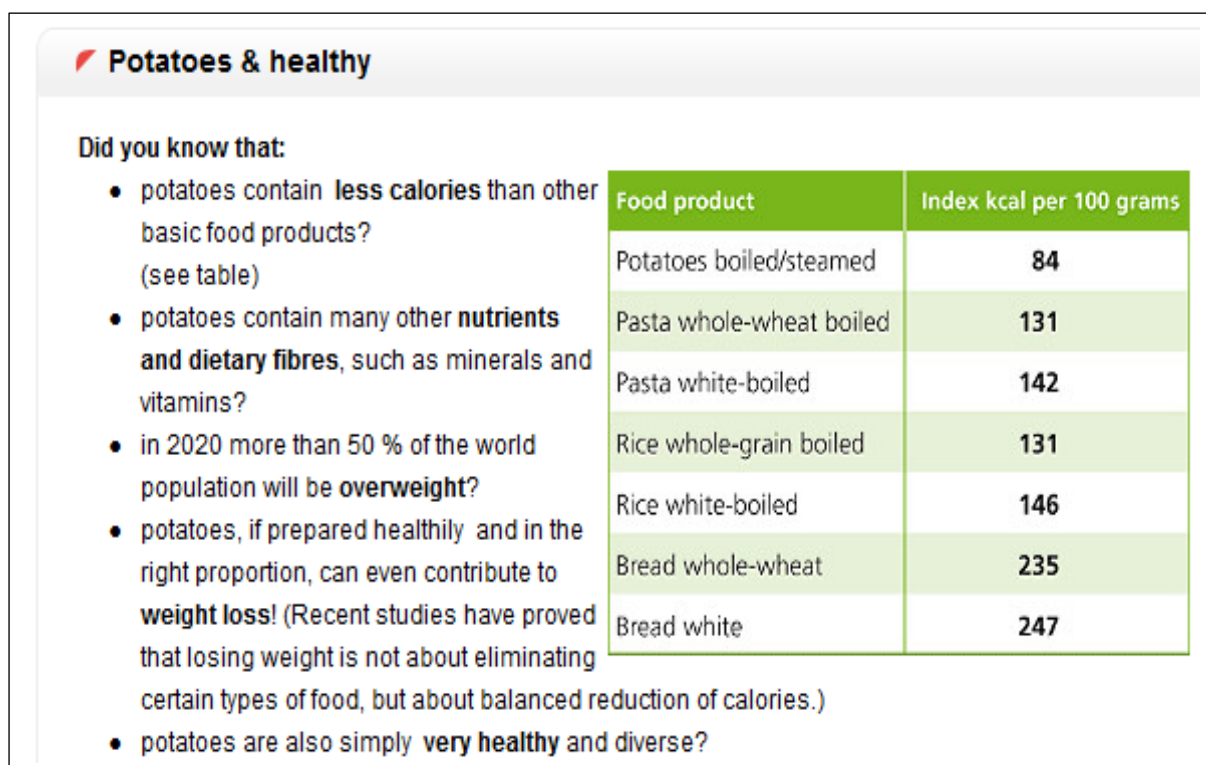 Potatoes & healthy
Did you know that:
● potatoes contain less calories than other
basic food products?
(see table)
● potatoes contain many other nutrients
and dietary fibres, such as minerals and
vitamins?
● in 2020 more than 50 % of the world
population will be overweight?
● potatoes, if prepared healthily and in the
right proportion, can even contribute to
weight loss! (Recent studies have proved
that losing weight is not about eliminating
certain types of food, but about balanced reduction of calories.)
● potatoes are also simply very healthy and diverse?
Food product Index kcal per 100 grams
Potatoes boiled/steamed 84
Pasta whole-wheat boiled 131
Pasta white-boiled 142
Rice whole-grain boiled 131
Rice white-boiled 146
Bread whole-wheat 235
Bread white 247